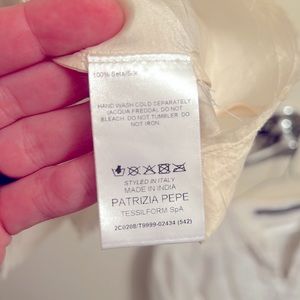 100% Seta/Silk
HAND WASH COLD SEPARATELY
(ACQUA FREDDA). DO NOT
BLEACH. DO NOT TUMBLER. DO
NOT IRON.
STYLED IN ITALY
MADE IN INDIA
PATRIZIA PEPE
TESSILFORM SpA
2C0208/T9999-02434 (542)